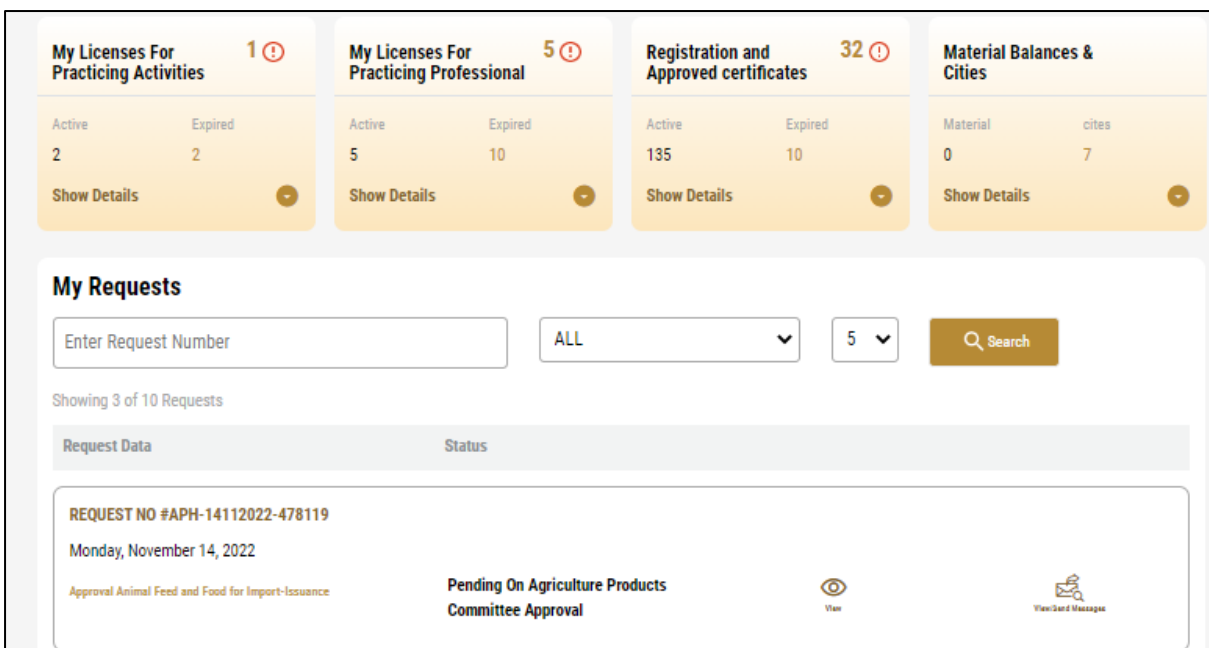 My Licenses For
Practicing Activities
1
Active
Expired
2
2
Show Details
My Licenses For
Practicing Professional
5
Active
Expired
5
10
Show Details
Registration and
Approved certificates
32
Active
Expired
135
10
Show Details
Material Balances &
Cities
Material
cites
0
7
Show Details
My Requests
Enter Request Number
ALL
5
Search
Showing 3 of 10 Requests
Request Data
Status
REQUEST NO #APH-14112022-478119
Monday, November 14, 2022
Approval Animal Feed and Food for Import-Issuance
Pending On Agriculture Products
Committee Approval
View
View/Send Messages